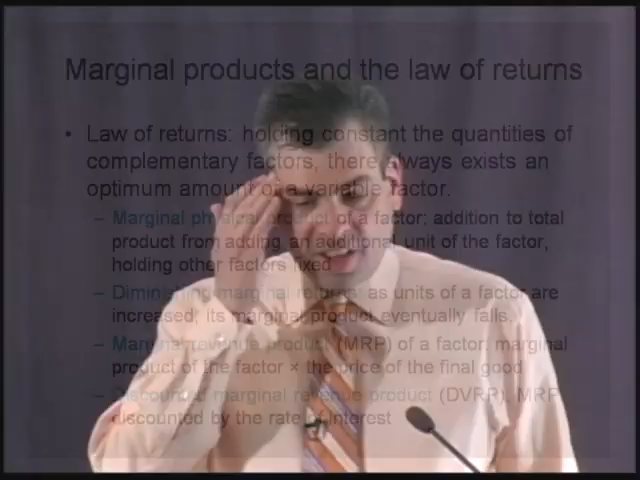 Marginal products and the law of returns
• Law of returns: holding constant the quantities of
complementary factors, there always exists an
optimum amount of a variable factor.
– Marginal physical product of a factor: addition to total
product from adding an additional unit of the factor,
holding other factors fixed
– Diminishing marginal returns: as units of a factor are
increased, its marginal product eventually falls.
– Marginal revenue product (MRP) of a factor: marginal
product of the factor × the price of the final good
– Discounted marginal revenue product (DVRP), MRP
discounted by the rate of interest